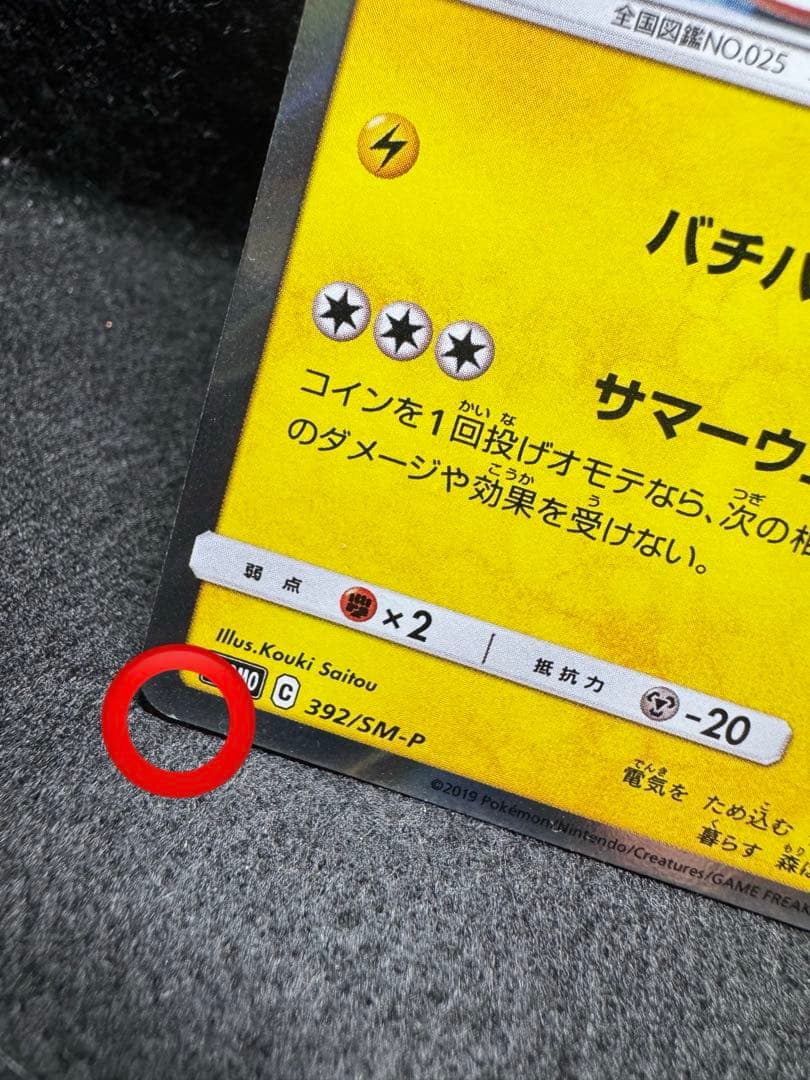 全国図鑑NO.025
バチバ
サマーウ
コインを1回投げオモテなら、次の相
のダメージや効果を受けない。
弱点 ×2 抵抗力 -20
Illus.Kouki Saitou
C 392/SM-P
電気を ため込む
暮らす 森
©2019 Pokémon/Nintendo/Creatures/GAME FREAK